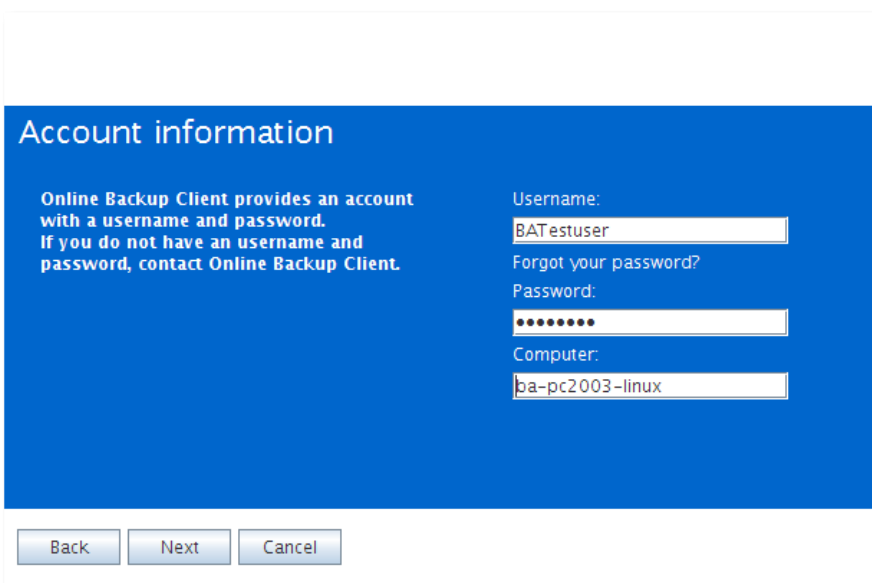 Account information
Online Backup Client provides an account
with a username and password.
If you do not have an username and
password, contact Online Backup Client.
Username:
BATestuser
Forgot your password?
Password:
••••••••
Computer:
ba-pc2003-linux
Back
Next
Cancel